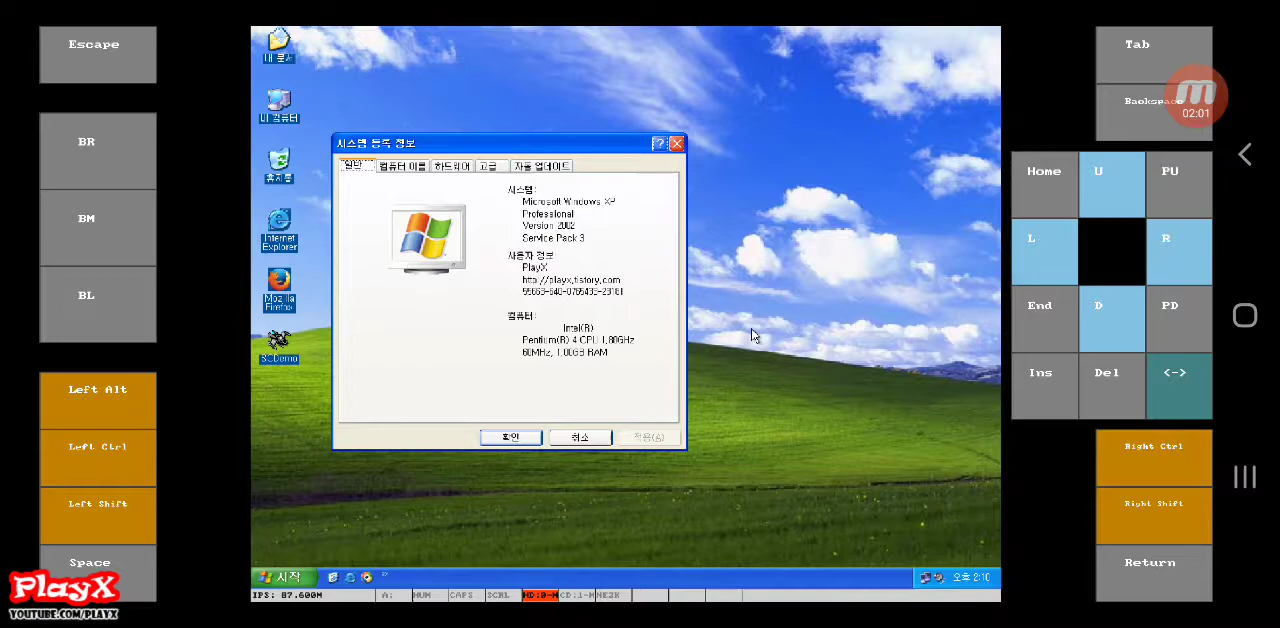 Escape
BR
BM
BL
Left Alt
Left Ctrl
Left Shift
Space
PlayX
YOUTUBE.COM/PLAYX
내 문서
내 컴퓨터
휴지통
Internet
Explorer
Mozilla
Firefox
SCDemo
시스템 등록 정보
일반
컴퓨터 이름
하드웨어
고급
자동 업데이트
시스템:
Microsoft Windows XP
Professional
Version 2002
Service Pack 3
사용자 정보
PlayX
http://playx.tistory.com
컴퓨터:
Intel(R)
Pentium(R) 4 CPU 1.80GHz
60MHz, 1.00GB RAM
확인
취소
적용(A)
시작
오후 2:10
IPS: 87.600M
A:
NUM
CAPS
SCRL
HD:0-M
CD:1-M
NE2K
Tab
Backspace
02:01
Home
U
PU
L
R
End
D
PD
Ins
Del
<->
Right Ctrl
Right Shift
Return